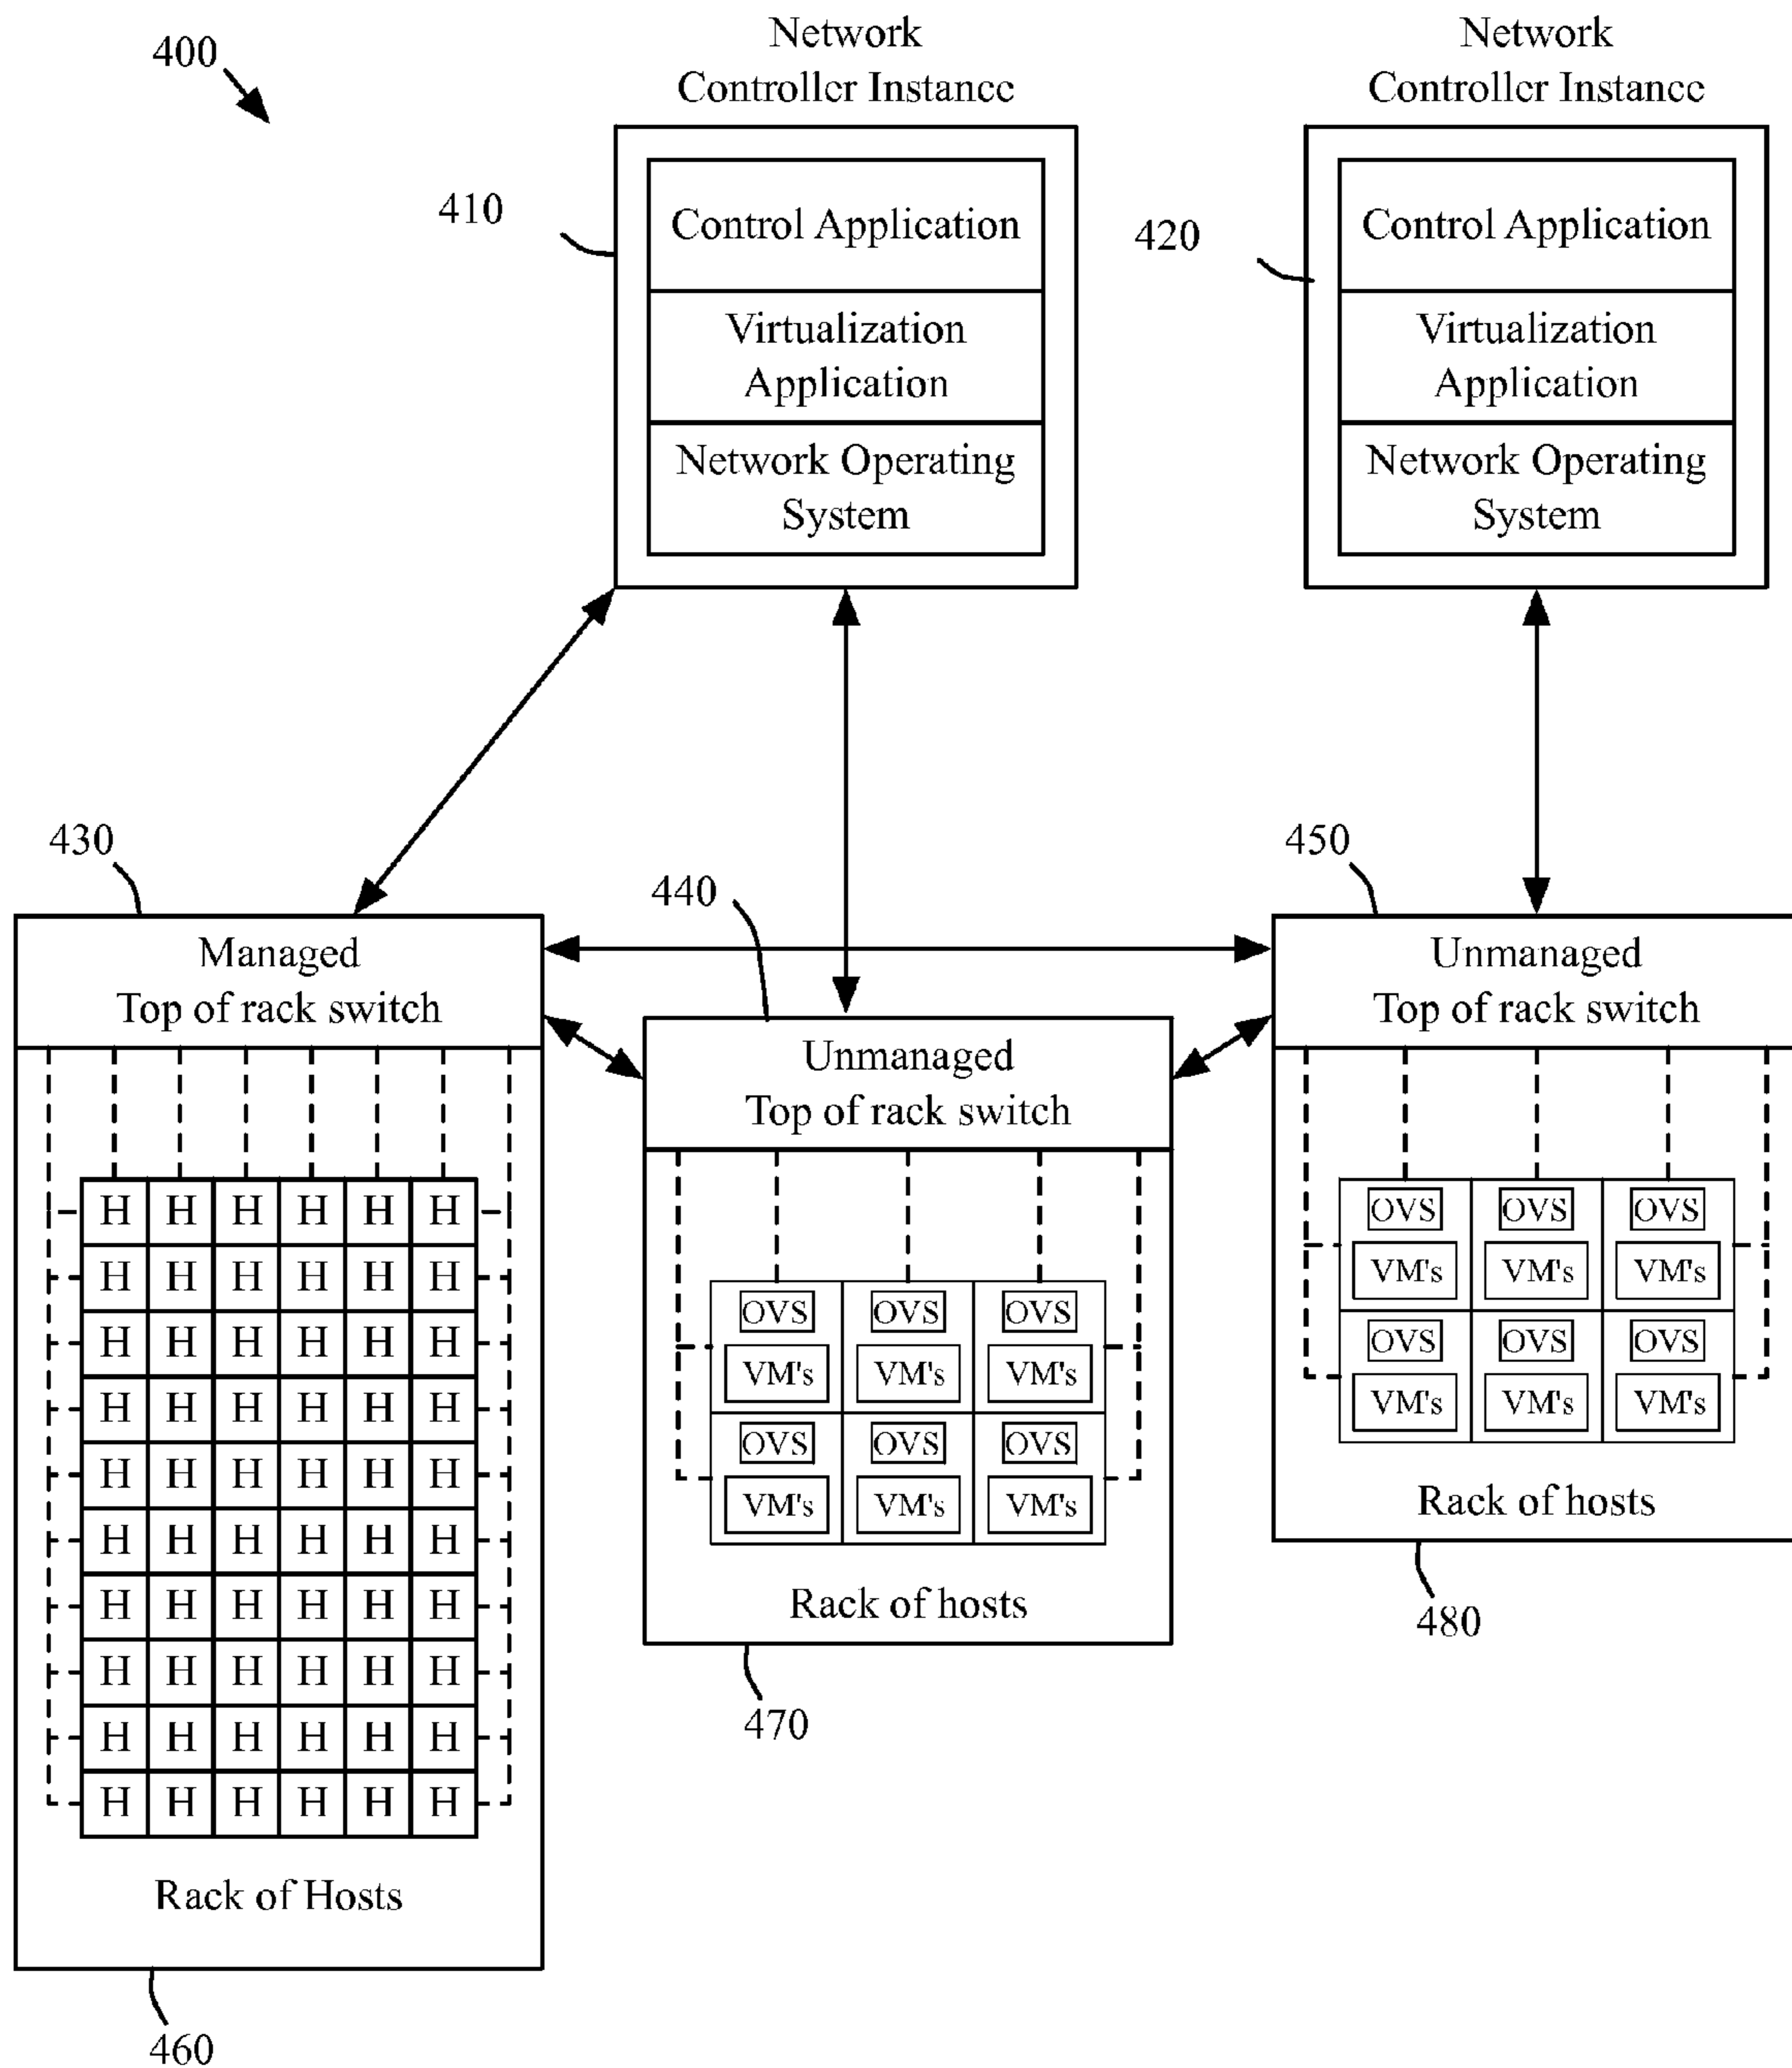 400
Network
Controller Instance
Network
Controller Instance
410
Control Application
Virtualization
Application
Network Operating
System
420
Control Application
Virtualization
Application
Network Operating
System
430
Managed
Top of rack switch
440
Unmanaged
Top of rack switch
450
Unmanaged
Top of rack switch
H H H H H H
H H H H H H
H H H H H H
H H H H H H
H H H H H H
H H H H H H
H H H H H H
H H H H H H
H H H H H H
H H H H H H
Rack of Hosts
460
OVS OVS OVS
VM's VM's VM's
OVS OVS OVS
VM's VM's VM's
Rack of hosts
470
OVS OVS OVS
VM's VM's VM's
OVS OVS OVS
VM's VM's VM's
Rack of hosts
480